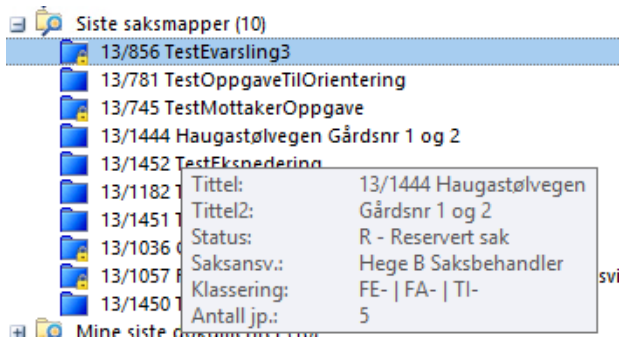 Siste saksmapper (10)
13/856 TestEvarsling3
13/781 TestOppgaveTilOrientering
13/745 TestMottakerOppgave
13/1444 Haugastølvegen Gårdsnr 1 og 2
13/1452 TestEkspedering
13/1182
13/1451
13/1036
13/1057
13/1450
Tittel: 13/1444 Haugastølvegen
Tittel2: Gårdsnr 1 og 2
Status: R - Reservert sak
Saksansv.: Hege B Saksbehandler
Klassering: FE- | FA- | TI-
Antall jp.: 5
Mine siste